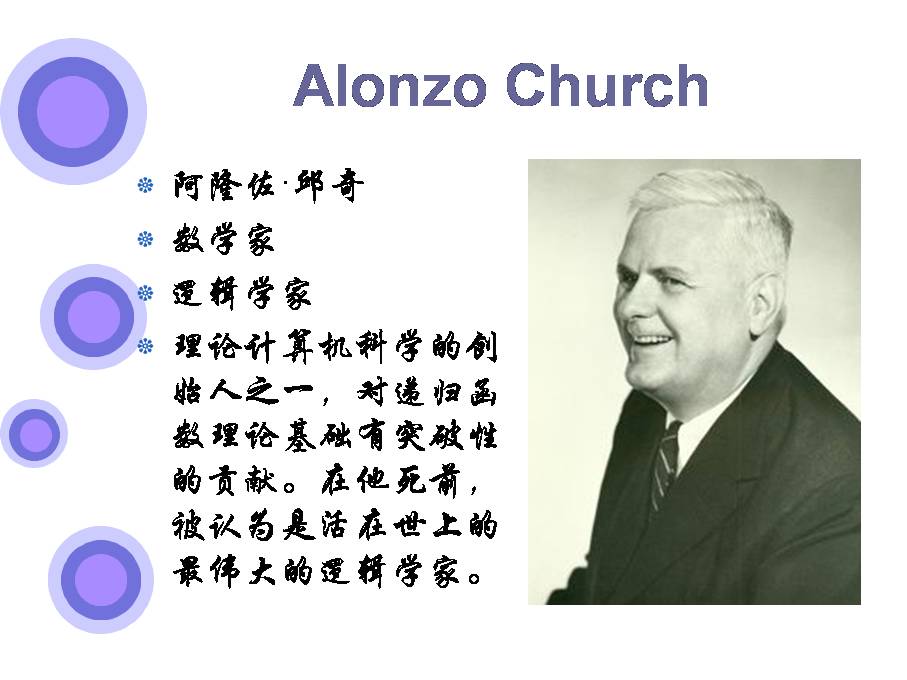 Alonzo Church
阿隆佐·邱奇
数学家
逻辑学家
理论计算机科学的创
始人之一，对递归函
数理论基础有突破性
的贡献。在他死前，
被认为是活在世上的
最伟大的逻辑学家。